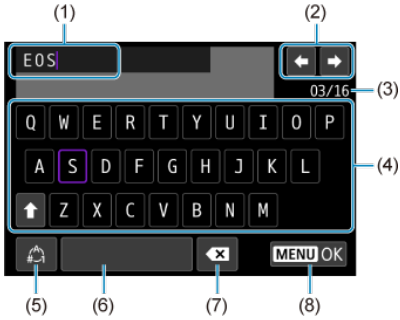 (1) (2)
EOS
03/16 (3)
Q W E R T Y U I O P
(4)
A S D F G H J K L
Z X C V B N M
MENU OK
(5) (6) (7) (8)